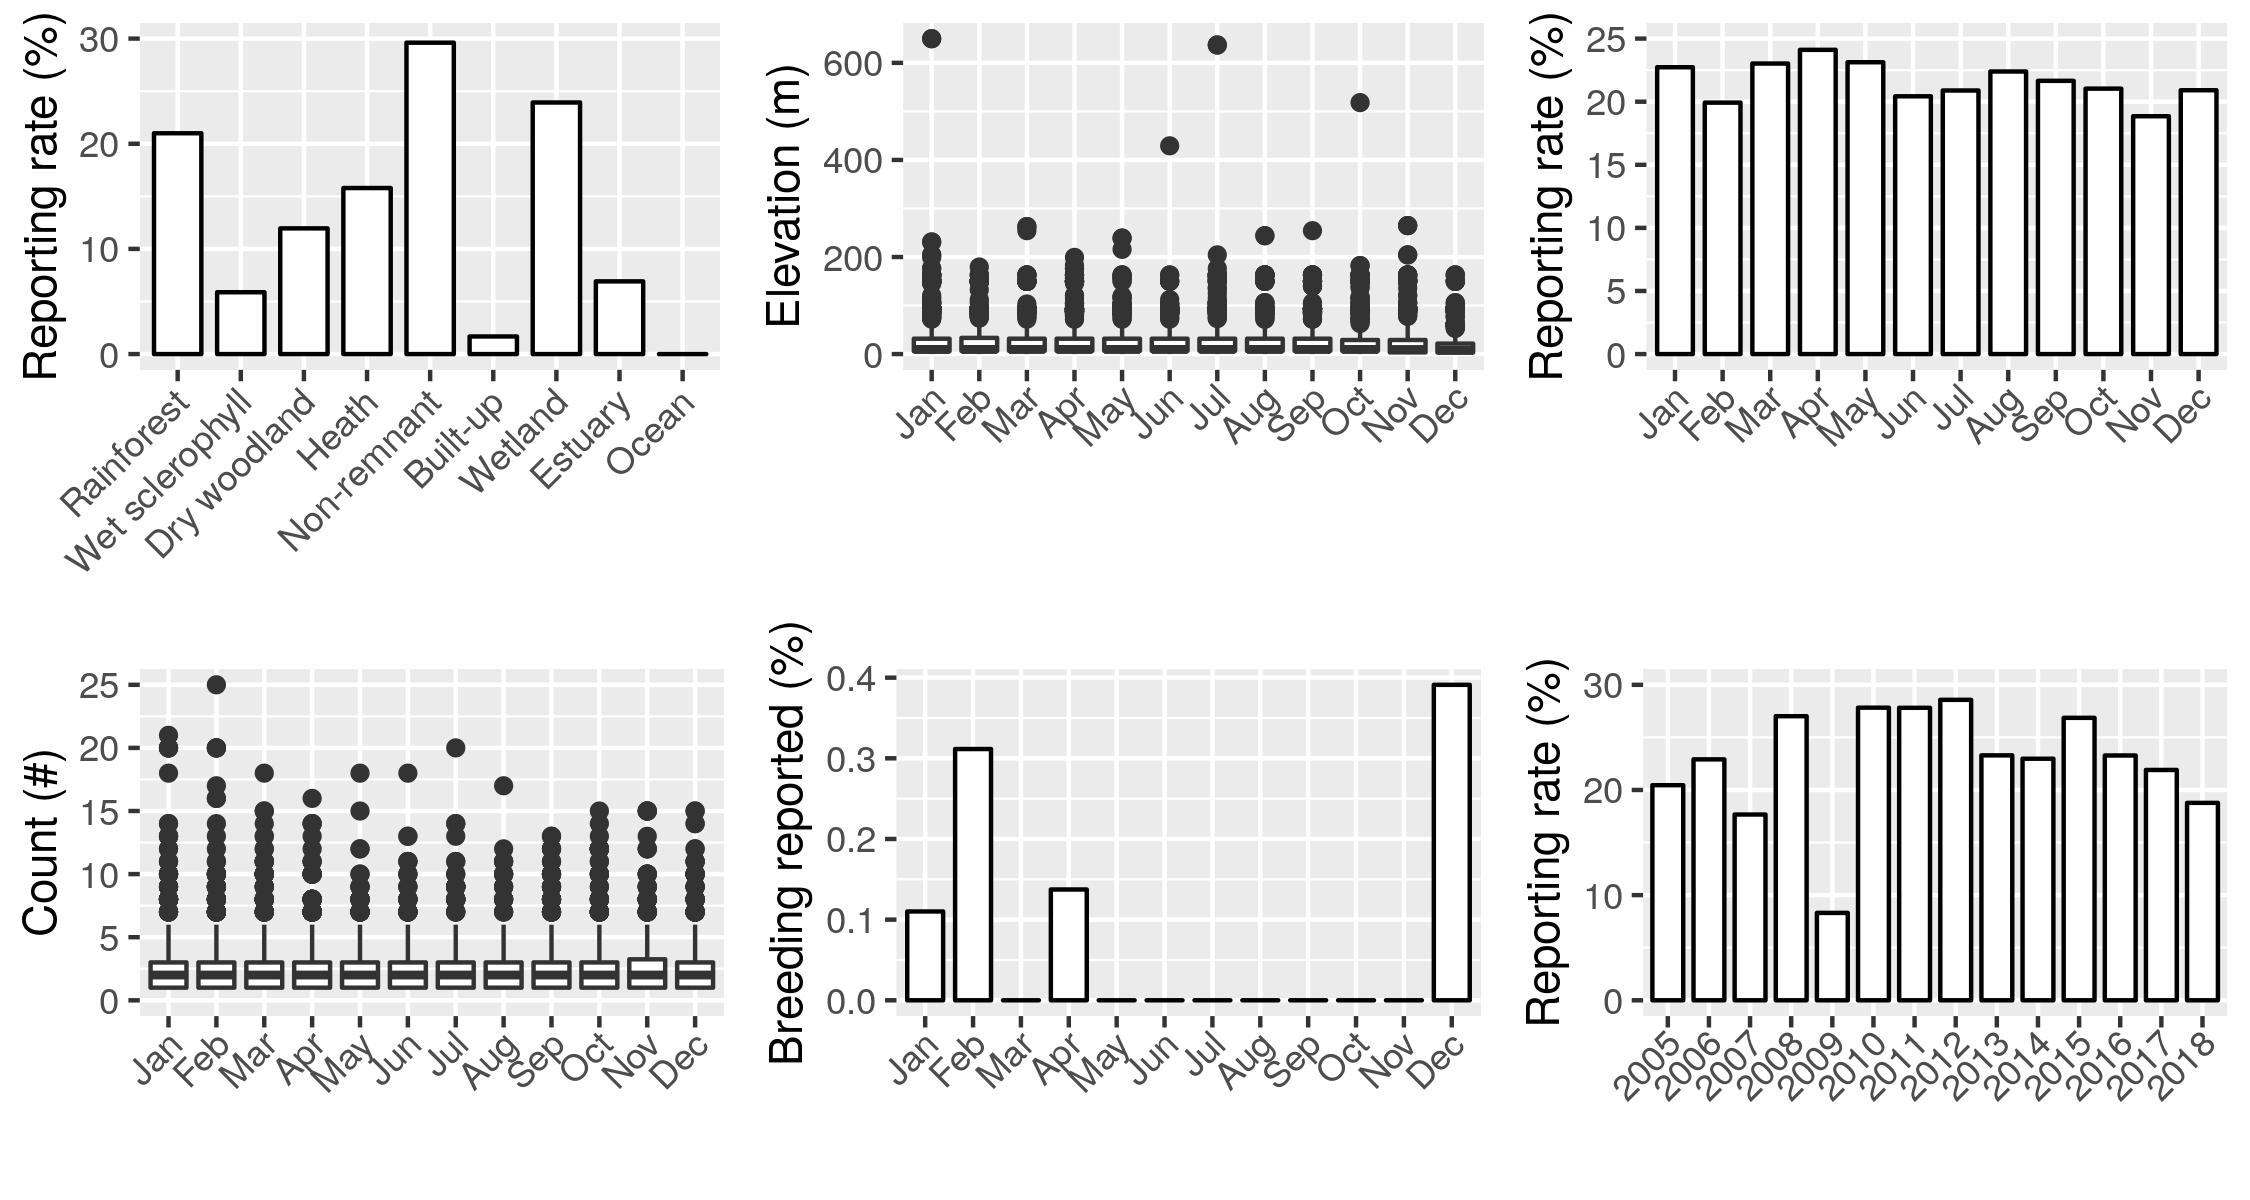 Reporting rate (%)
30
20
10
0
Rainforest
Wet sclerophyll
Dry woodland
Heath
Non-remnant
Built-up
Wetland
Estuary
Ocean
Elevation (m)
600
400
200
0
Jan
Feb
Mar
Apr
May
Jun
Jul
Aug
Sep
Oct
Nov
Dec
Reporting rate (%)
25
20
15
10
5
0
Jan
Feb
Mar
Apr
May
Jun
Jul
Aug
Sep
Oct
Nov
Dec
Count (#)
25
20
15
10
5
0
Jan
Feb
Mar
Apr
May
Jun
Jul
Aug
Sep
Oct
Nov
Dec
Breeding reported (%)
0.4
0.3
0.2
0.1
0.0
Jan
Feb
Mar
Apr
May
Jun
Jul
Aug
Sep
Oct
Nov
Dec
Reporting rate (%)
30
20
10
0
2005
2006
2007
2008
2009
2010
2011
2012
2013
2014
2015
2016
2017
2018